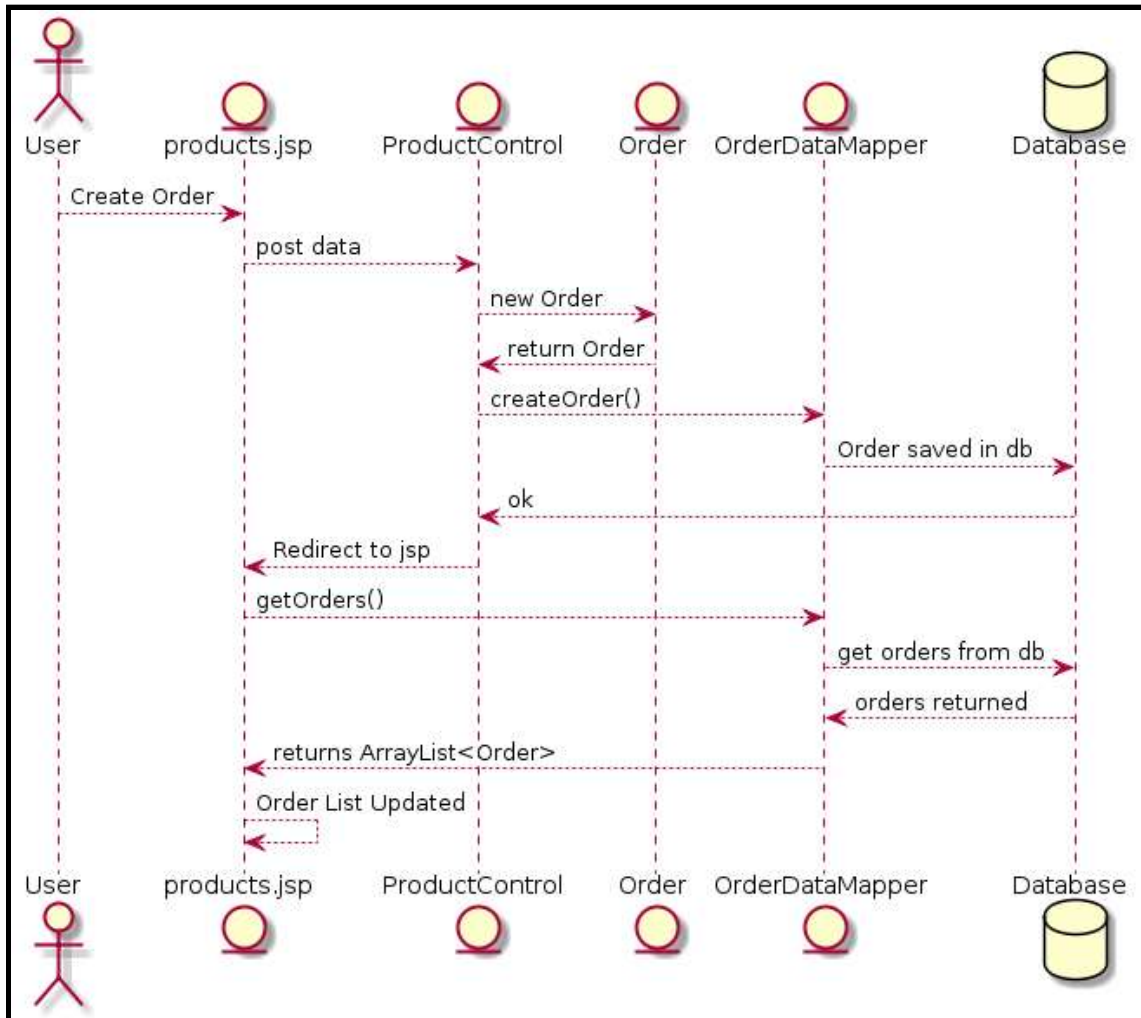 User products.jsp ProductControl Order OrderDataMapper Database
Create Order
post data
new Order
return Order
createOrder()
Order saved in db
ok
Redirect to jsp
getOrders()
get orders from db
orders returned
returns ArrayList<Order>
Order List Updated
User products.jsp ProductControl Order OrderDataMapper Database